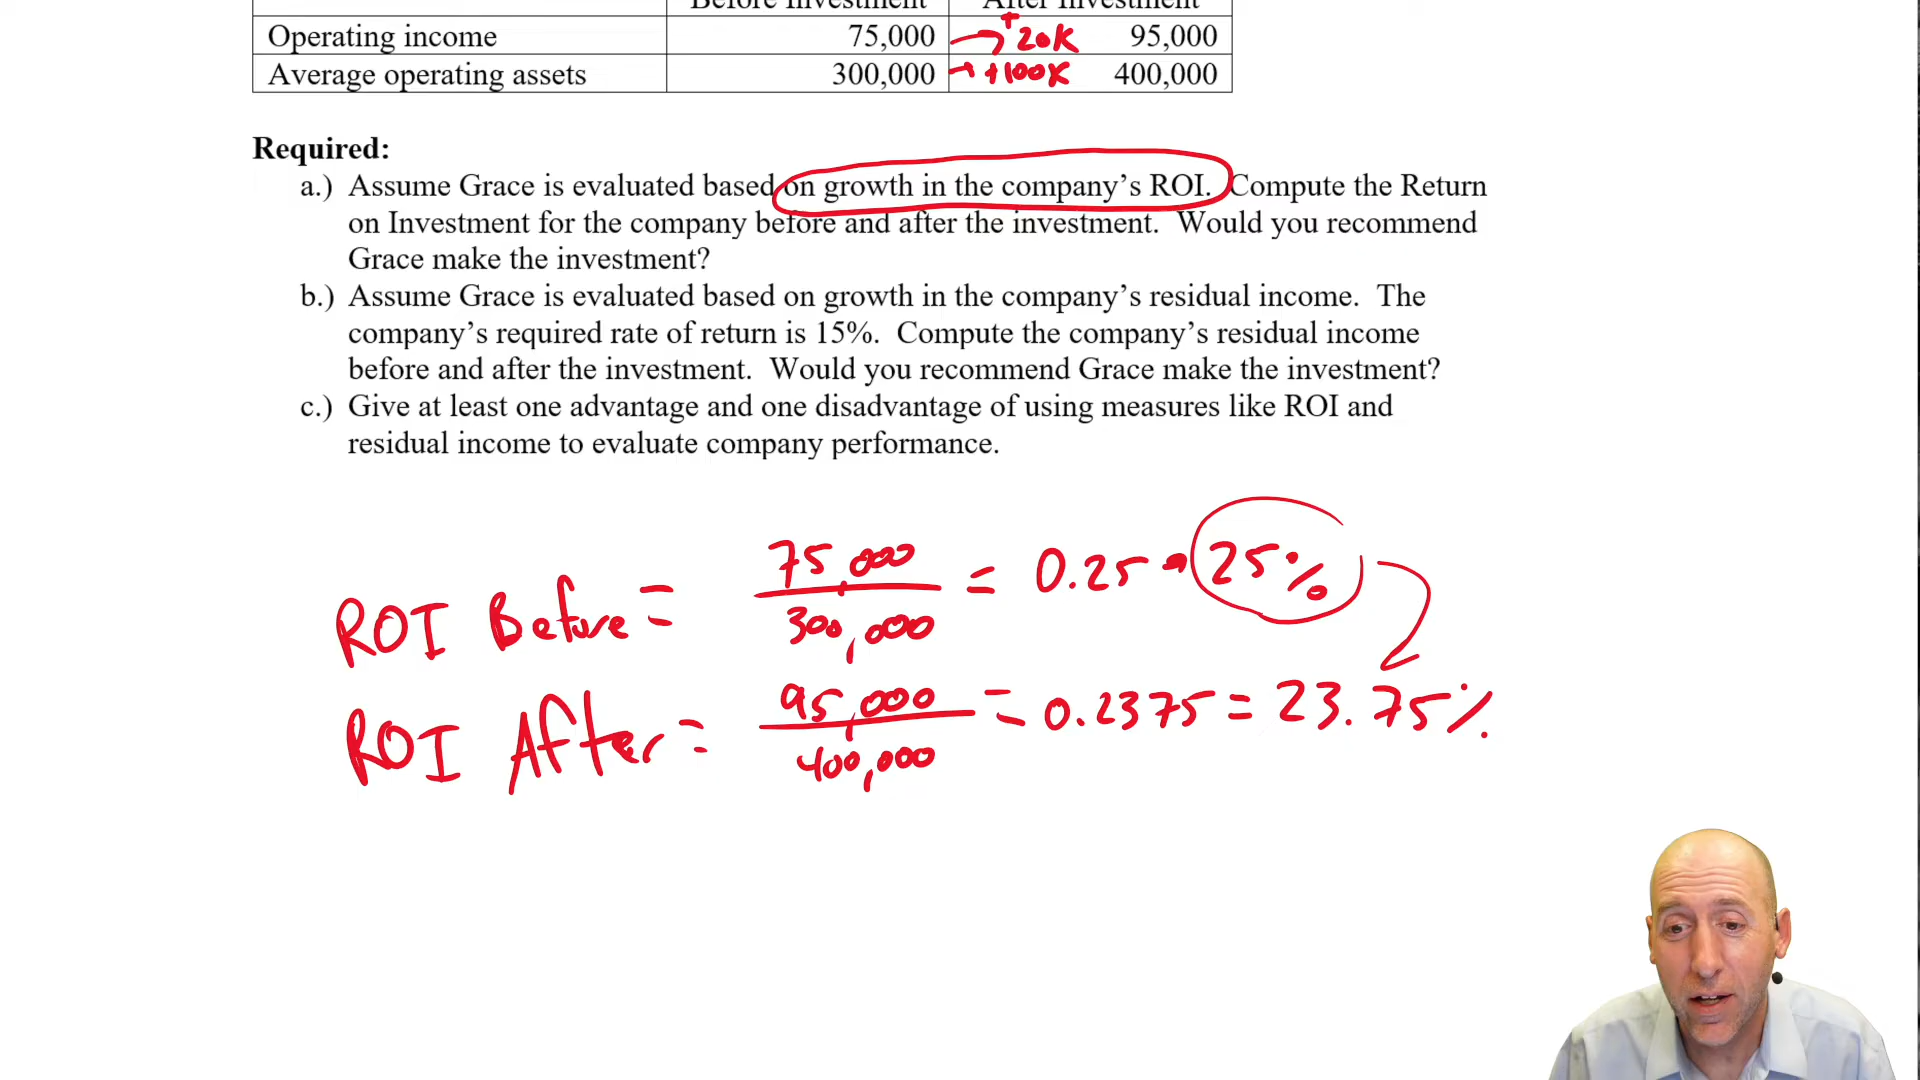 Before Investment After Investment
Operating income 75,000 → +20K 95,000
Average operating assets 300,000 → +100K 400,000
Required:
a.) Assume Grace is evaluated based on growth in the company’s ROI. Compute the Return
on Investment for the company before and after the investment. Would you recommend
Grace make the investment?
b.) Assume Grace is evaluated based on growth in the company’s residual income. The
company’s required rate of return is 15%. Compute the company’s residual income
before and after the investment. Would you recommend Grace make the investment?
c.) Give at least one advantage and one disadvantage of using measures like ROI and
residual income to evaluate company performance.
ROI Before = 75,000 / 300,000 = 0.25 → 25%
ROI After = 95,000 / 400,000 = 0.2375 = 23.75%